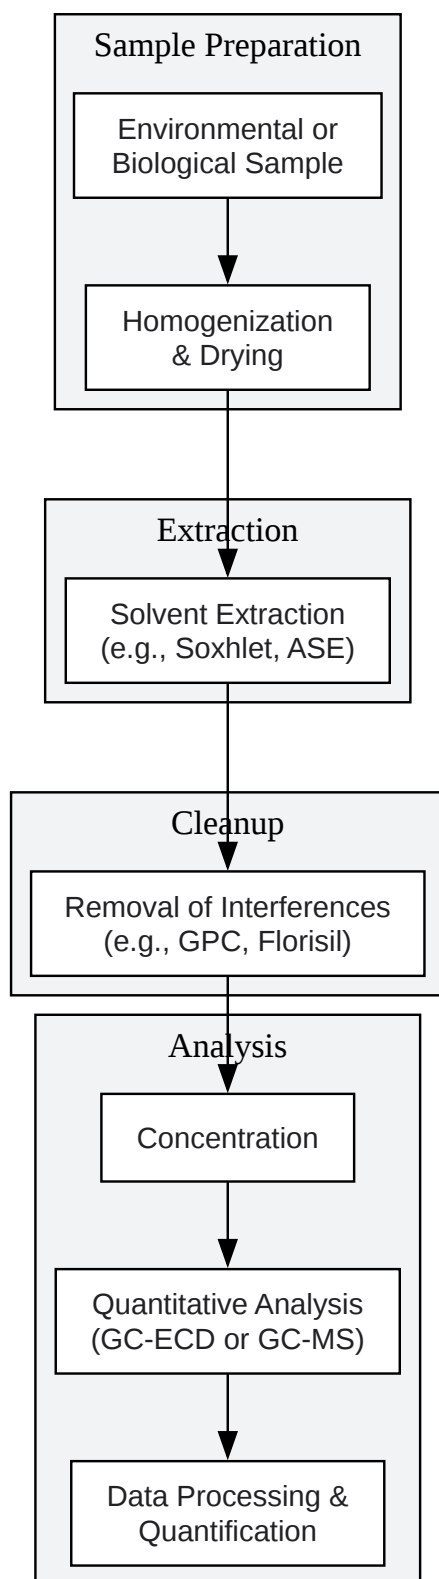 Sample Preparation
Environmental or
Biological Sample
Homogenization
& Drying
Extraction
Solvent Extraction
(e.g., Soxhlet, ASE)
Cleanup
Removal of Interferences
(e.g., GPC, Florisil)
Analysis
Concentration
Quantitative Analysis
(GC-ECD or GC-MS)
Data Processing &
Quantification